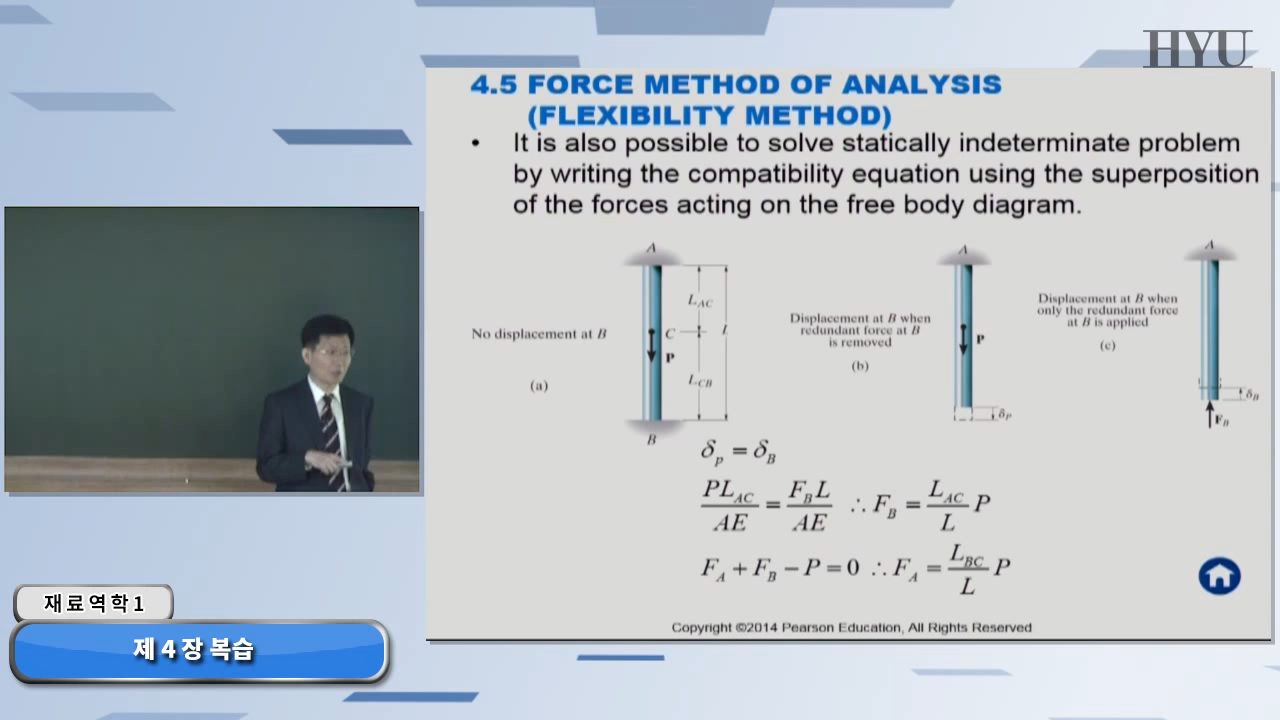 HYU
4.5 FORCE METHOD OF ANALYSIS
(FLEXIBILITY METHOD)
• It is also possible to solve statically indeterminate problem
by writing the compatibility equation using the superposition
of the forces acting on the free body diagram.
A
L_AC
No displacement at B
C
L
P
(a)
L_CB
B
A
Displacement at B when
redundant force at B
is removed
P
(b)
δ_P
A
Displacement at B when
only the redundant force
at B is applied
(c)
δ_B
F_B
δ_p = δ_B
PL_AC / AE = F_B L / AE ∴ F_B = L_AC / L P
F_A + F_B − P = 0 ∴ F_A = L_BC / L P
Copyright ©2014 Pearson Education, All Rights Reserved
재료역학1
제 4 장 복습